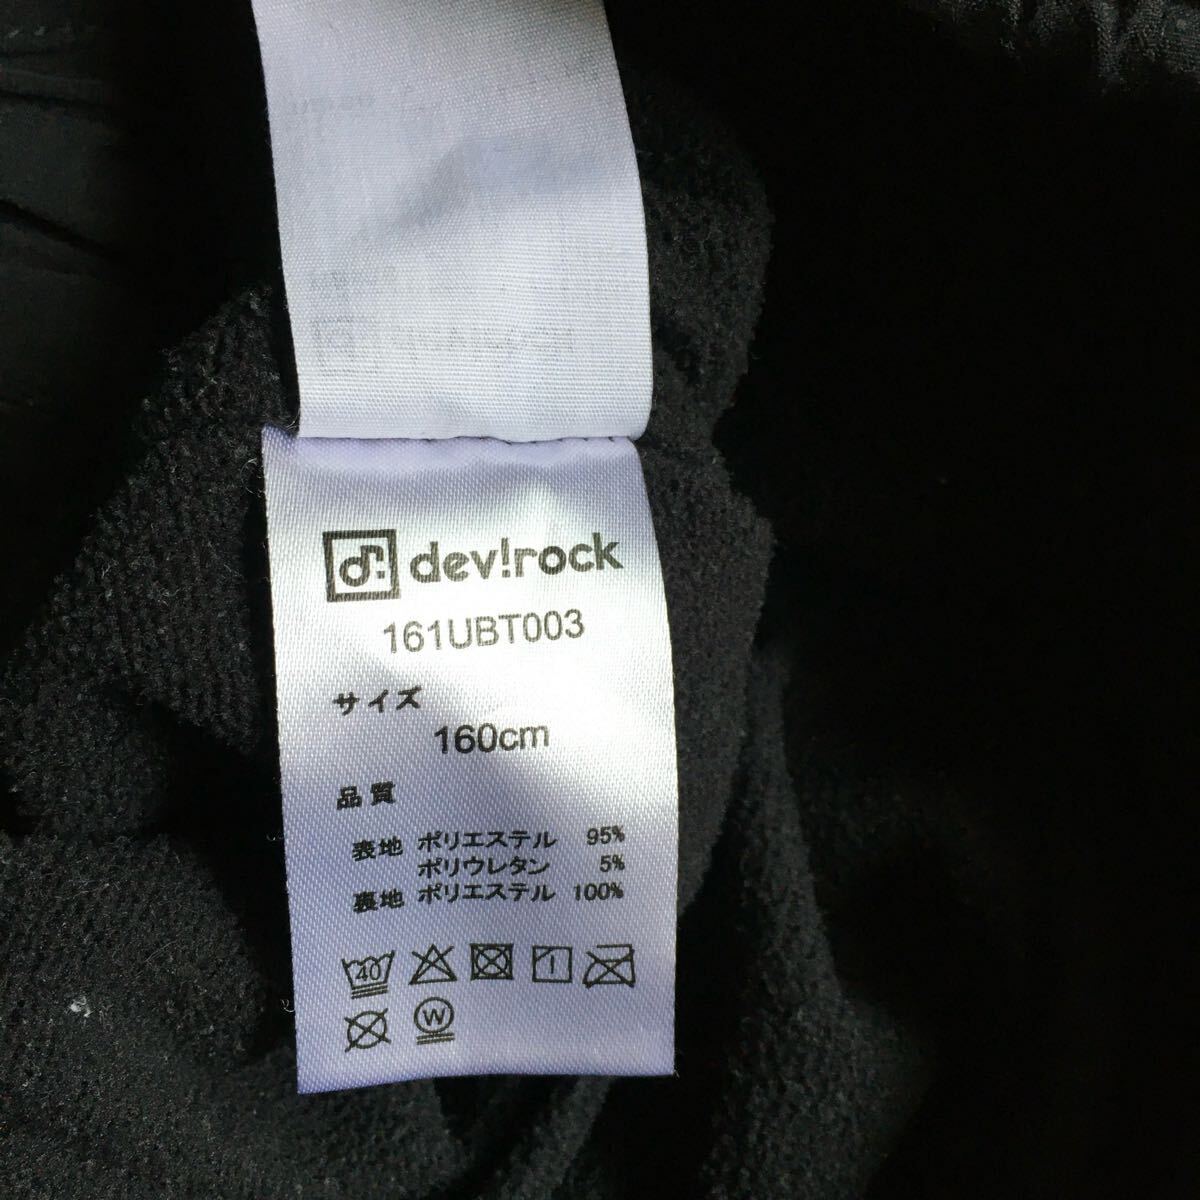 dev!rock
161UBT003
サイズ
160cm
品質
表地 ポリエステル 95%
ポリウレタン 5%
裏地 ポリエステル 100%
40
W